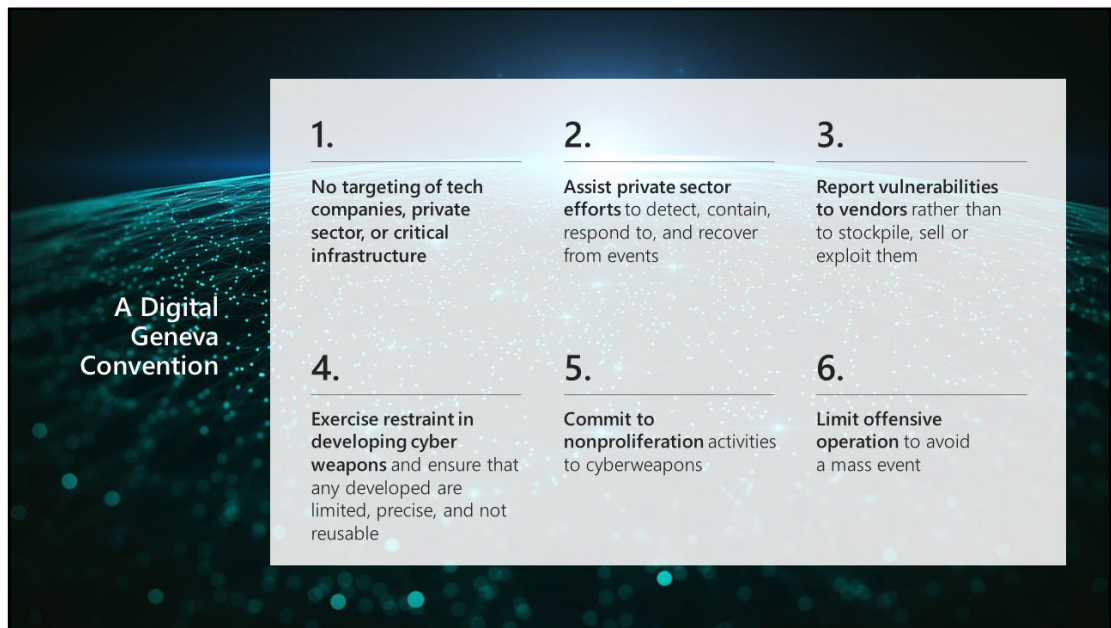 A Digital
Geneva
Convention
1.
No targeting of tech
companies, private
sector, or critical
infrastructure
2.
Assist private sector
efforts to detect, contain,
respond to, and recover
from events
3.
Report vulnerabilities
to vendors rather than
to stockpile, sell or
exploit them
4.
Exercise restraint in
developing cyber
weapons and ensure that
any developed are
limited, precise, and not
reusable
5.
Commit to
nonproliferation activities
to cyberweapons
6.
Limit offensive
operation to avoid
a mass event